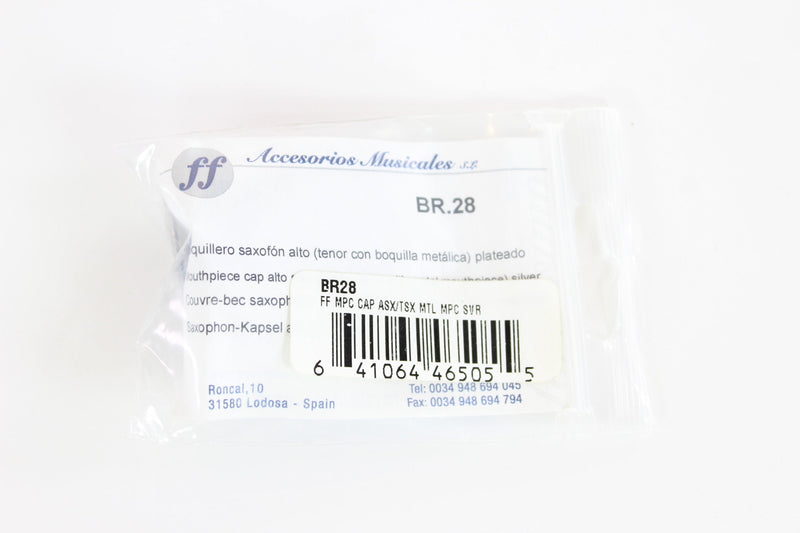 ff Accesorios Musicales S.L.
BR.28
quillero saxofón alto (tenor con boquilla metálica) plateado
outhpiece cap alto silver
Couvre-bec saxoph
Saxophon-Kapsel a
BR28
FF MPC CAP ASX/TSX MTL MPC SVR
6 41064 46505 5
Roncal,10
31580 Lodosa - Spain
Tel: 0034 948 694 045
Fax: 0034 948 694 794